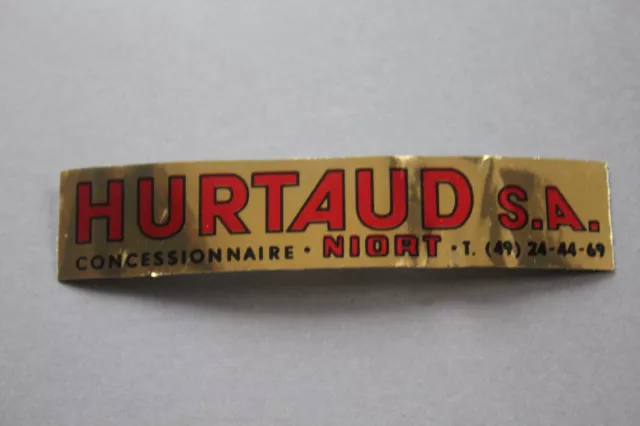 HURTAUD S.A.
CONCESSIONNAIRE • NIORT • T. (49) 24-44-69